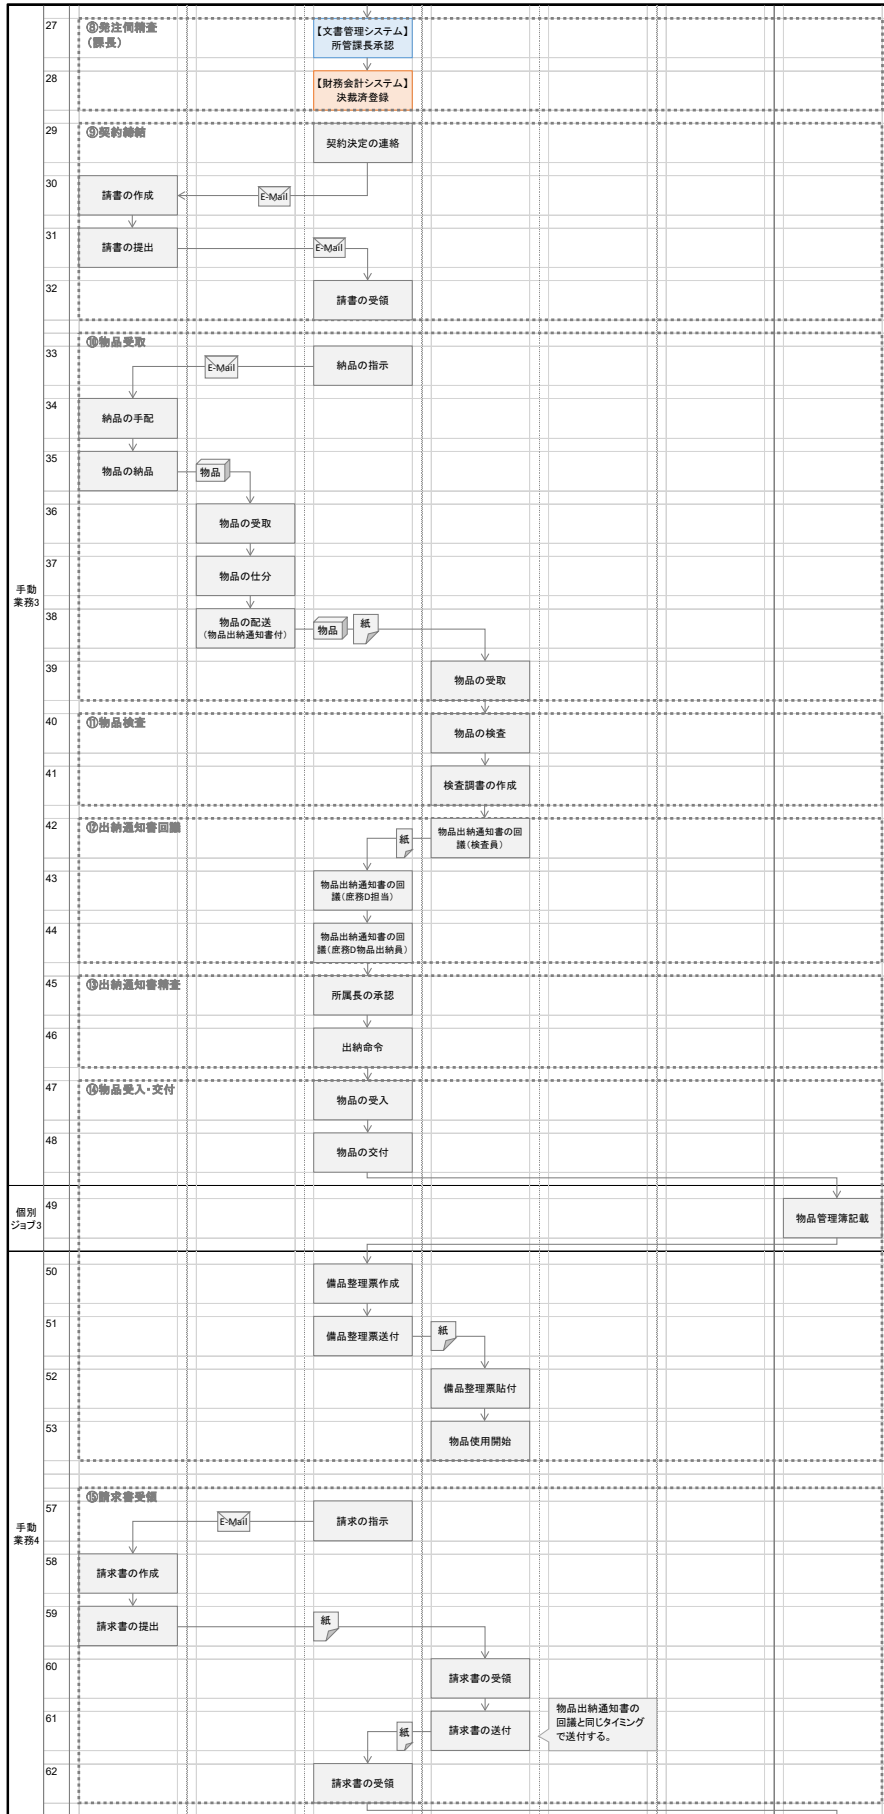 27
⑧発注伺精査
(課長)
【文書管理システム】
所管課長承認
28
【財務会計システム】
決裁済登録
29
⑨契約締結
契約決定の連絡
30
請書の作成
E-Mail
31
請書の提出
E-Mail
32
請書の受領
⑩物品受取
33
E-Mail
納品の指示
34
納品の手配
35
物品の納品
物品
36
物品の受取
37
物品の仕分
手動
業務3
38
物品の配送
(物品出納通知書付)
物品
紙
39
物品の受取
40
⑪物品検査
物品の検査
41
検査調書の作成
42
⑫出納通知書回議
紙
物品出納通知書の回
議(検査員)
43
物品出納通知書の回
議(庶務D担当)
44
物品出納通知書の回
議(庶務D物品出納員)
45
⑬出納通知書精査
所属長の承認
46
出納命令
47
⑭物品受入・交付
物品の受入
48
物品の交付
個別
ジョブ3
49
物品管理簿記載
50
備品整理票作成
51
備品整理票送付
紙
52
備品整理票貼付
53
物品使用開始
⑮請求書受領
57
E-Mail
請求の指示
手動
業務4
58
請求書の作成
59
請求書の提出
紙
60
請求書の受領
61
紙
請求書の送付
物品出納通知書の
回議と同じタイミング
で送付する。
62
請求書の受領